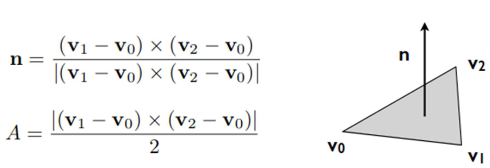 n = (v₁ − v₀) × (v₂ − v₀) / |(v₁ − v₀) × (v₂ − v₀)|
A = |(v₁ − v₀) × (v₂ − v₀)| / 2
n
v₂
v₀
v₁